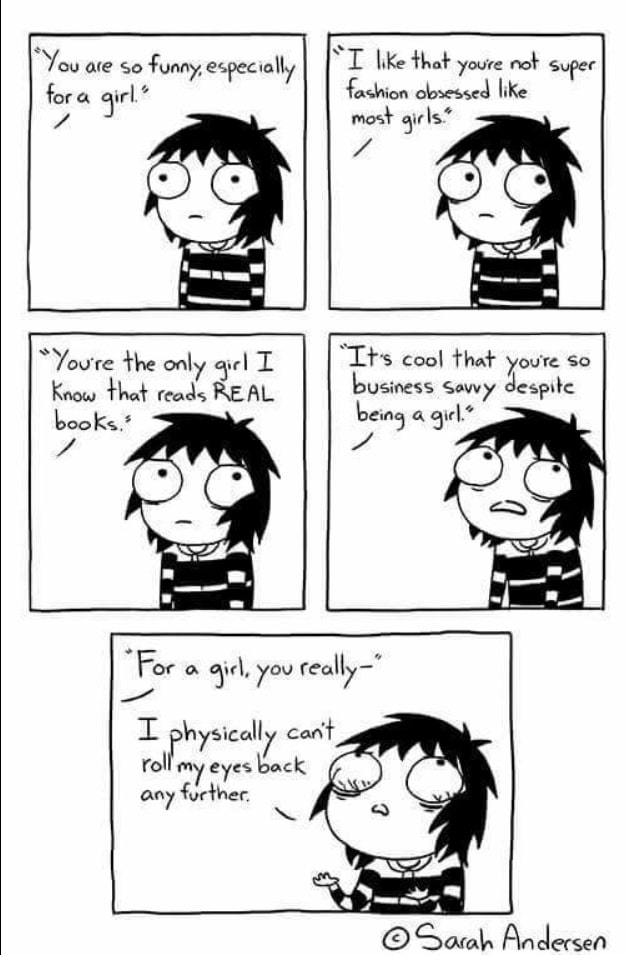 "You are so funny, especially
for a girl."
"I like that you're not super
fashion obsessed like
most girls."
"You're the only girl I
know that reads REAL
books."
"It's cool that you're so
business savvy despite
being a girl."
"For a girl, you really-"
I physically can't
roll my eyes back
any further.
©Sarah Andersen